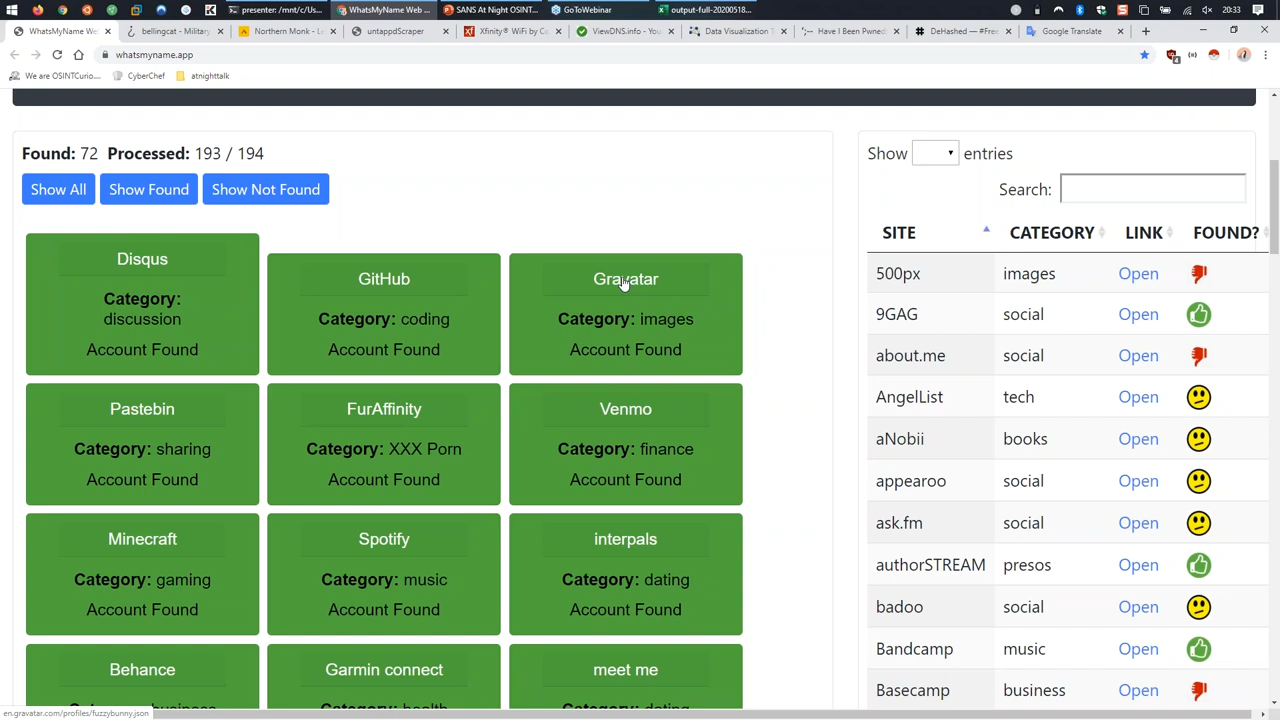 presenter: /mnt/c/Us...
WhatsMyName Web ...
SANS At Night OSINT ...
GoToWebinar
output-full-20200518...
20:33
WhatsMyName We
bellingcat - Military
Northern Monk - L
untappdScraper
Xfinity® WiFi by C
ViewDNS.info - You
Data Visualization T
Have I Been Pwned
DeHashed — #Free
Google Translate
whatsmyname.app
We are OSINTCurio...
CyberChef
atnighttalk
Found: 72 Processed: 193 / 194
Show All
Show Found
Show Not Found
Disqus
Category:
discussion
Account Found
GitHub
Category: coding
Account Found
Gravatar
Category: images
Account Found
Pastebin
Category: sharing
Account Found
FurAffinity
Category: XXX Porn
Account Found
Venmo
Category: finance
Account Found
Minecraft
Category: gaming
Account Found
Spotify
Category: music
Account Found
interpals
Category: dating
Account Found
Behance
Garmin connect
meet me
Show entries
Search:
SITE CATEGORY LINK FOUND?
500px images Open
9GAG social Open
about.me social Open
AngelList tech Open
aNobii books Open
appearoo social Open
ask.fm social Open
authorSTREAM presos Open
badoo social Open
Bandcamp music Open
Basecamp business Open
en.gravatar.com/profiles/fuzzybunny.json